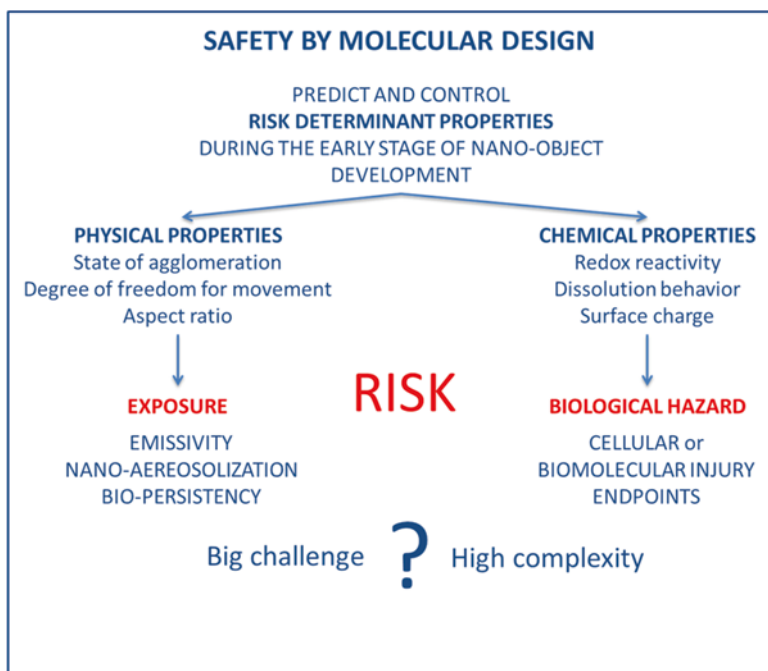 SAFETY BY MOLECULAR DESIGN
PREDICT AND CONTROL
RISK DETERMINANT PROPERTIES
DURING THE EARLY STAGE OF NANO-OBJECT
DEVELOPMENT
PHYSICAL PROPERTIES
State of agglomeration
Degree of freedom for movement
Aspect ratio
CHEMICAL PROPERTIES
Redox reactivity
Dissolution behavior
Surface charge
RISK
EXPOSURE
EMISSIVITY
NANO-AEREOSOLIZATION
BIO-PERSISTENCY
BIOLOGICAL HAZARD
CELLULAR or
BIOMOLECULAR INJURY
ENDPOINTS
Big challenge ? High complexity